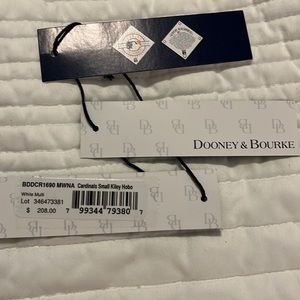 DOONEY & BOURKE
BDDCR1690 MWNA Cardinals Small Kiley Hobo
White Multi
Lot 346473381
$ 208.00
7 99344 79380 7